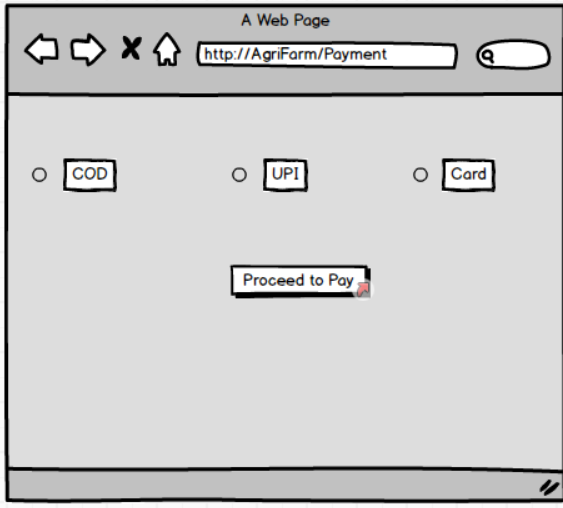 A Web Page
http://AgriFarm/Payment
COD UPI Card
Proceed to Pay